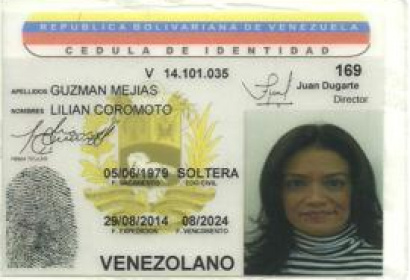 REPUBLICA BOLIVARIANA DE VENEZUELA
CEDULA DE IDENTIDAD
V 14.101.035
169
APELLIDOS GUZMAN MEJIAS
Juan Dugarte
Director
NOMBRES LILIAN COROMOTO
FIRMA TITULAR
05/06/1979 SOLTERA
F. NACIMIENTO EDO CIVIL
29/08/2014 08/2024
F. EXPEDICION F. VENCIMIENTO
VENEZOLANO